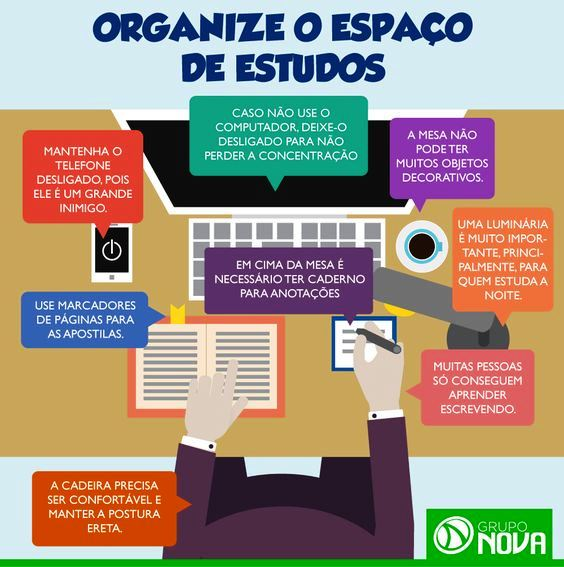 ORGANIZE O ESPAÇO
DE ESTUDOS
CASO NÃO USE O
COMPUTADOR, DEIXE-O
DESLIGADO PARA NÃO
PERDER A CONCENTRAÇÃO
MANTENHA O
TELEFONE
DESLIGADO, POIS
ELE É UM GRANDE
INIMIGO.
A MESA NÃO
PODE TER
MUITOS OBJETOS
DECORATIVOS.
UMA LUMINÁRIA
É MUITO IMPOR-
TANTE, PRINCI-
PALMENTE, PARA
QUEM ESTUDA A
NOITE.
EM CIMA DA MESA É
NECESSÁRIO TER CADERNO
PARA ANOTAÇÕES
USE MARCADORES
DE PÁGINAS PARA
AS APOSTILAS.
MUITAS PESSOAS
SÓ CONSEGUEM
APRENDER
ESCREVENDO.
A CADEIRA PRECISA
SER CONFORTÁVEL E
MANTER A POSTURA
ERETA.
GRUPO
NOVA